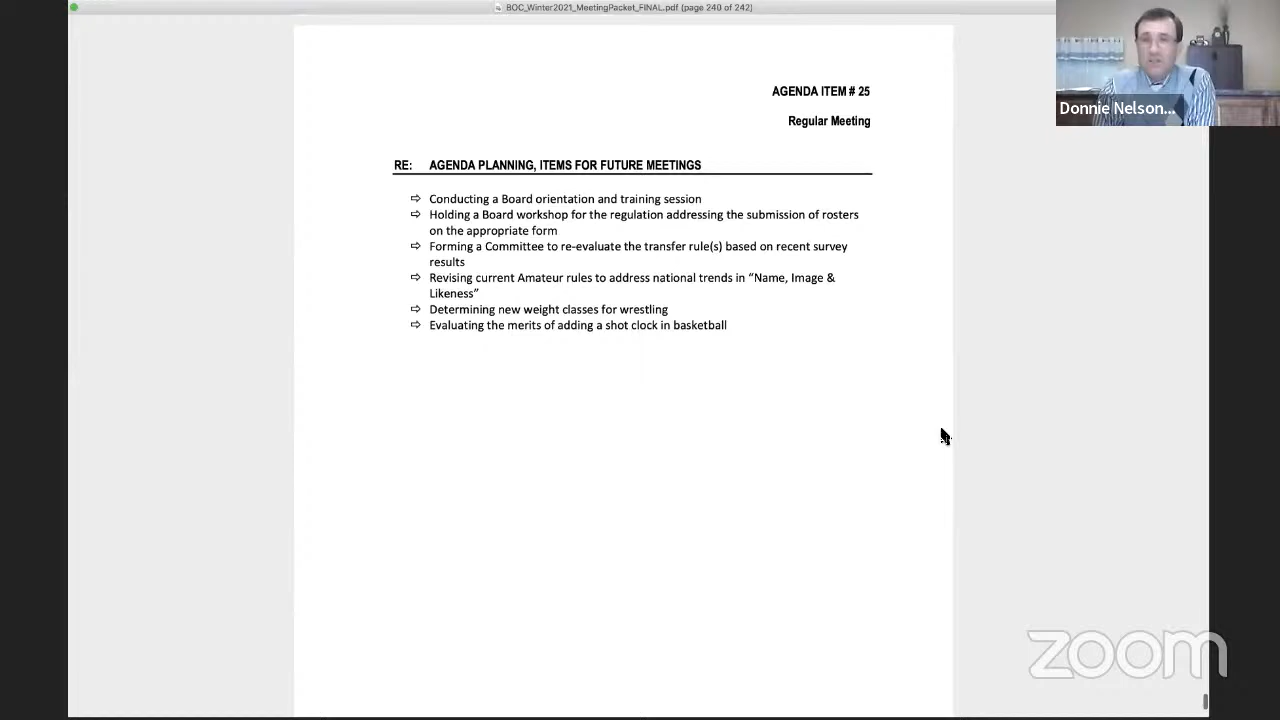 BOC_Winter2021_MeetingPacket_FINAL.pdf (page 240 of 242)
Donnie Nelson...
AGENDA ITEM # 25
Regular Meeting
RE: AGENDA PLANNING, ITEMS FOR FUTURE MEETINGS
⇨ Conducting a Board orientation and training session
⇨ Holding a Board workshop for the regulation addressing the submission of rosters
on the appropriate form
⇨ Forming a Committee to re-evaluate the transfer rule(s) based on recent survey
results
⇨ Revising current Amateur rules to address national trends in “Name, Image &
Likeness”
⇨ Determining new weight classes for wrestling
⇨ Evaluating the merits of adding a shot clock in basketball
zoom